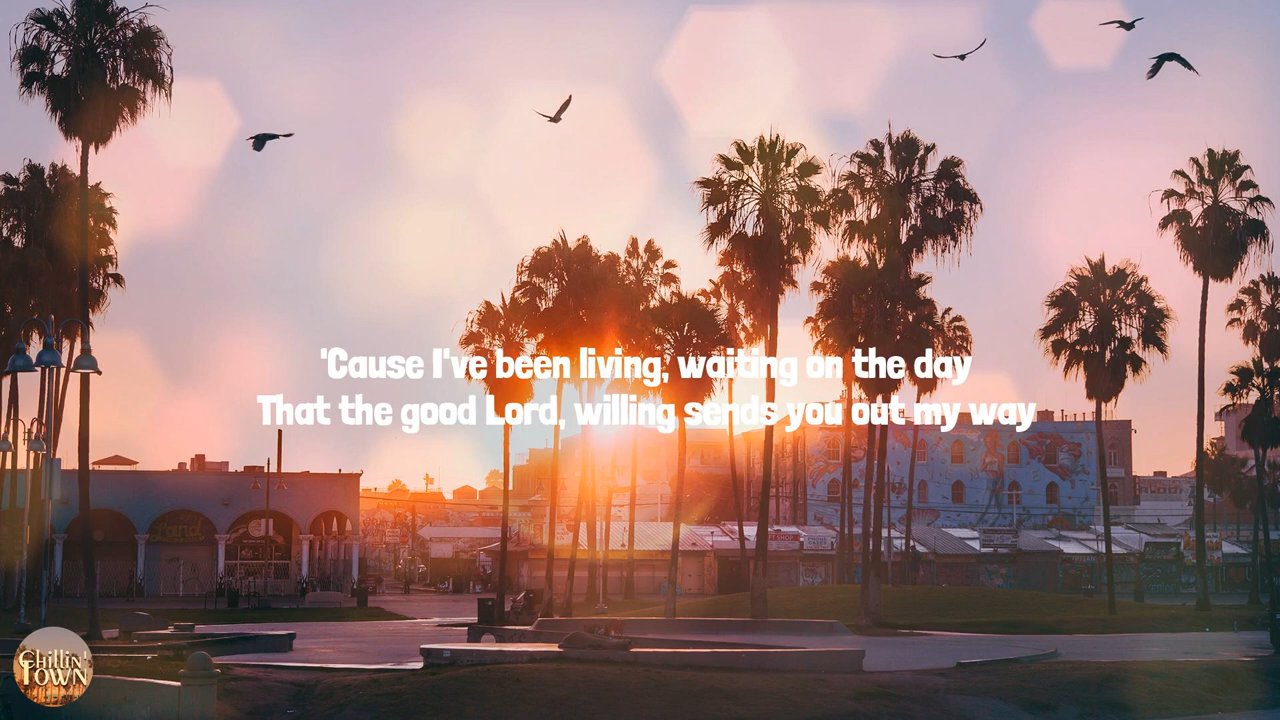 'Cause I've been living, waiting on the day
That the good Lord, willing sends you out my way
Chillin'
Town